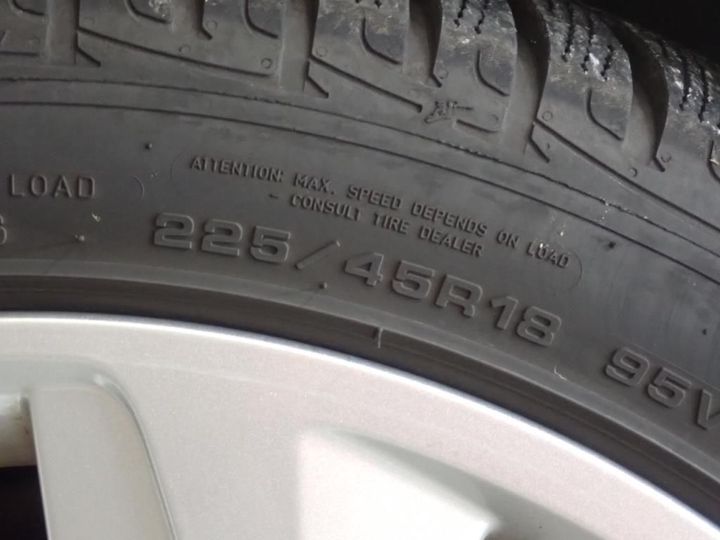 ATTENTION: MAX. SPEED DEPENDS ON LOAD
- CONSULT TIRE DEALER
LOAD
225/45R18 95V